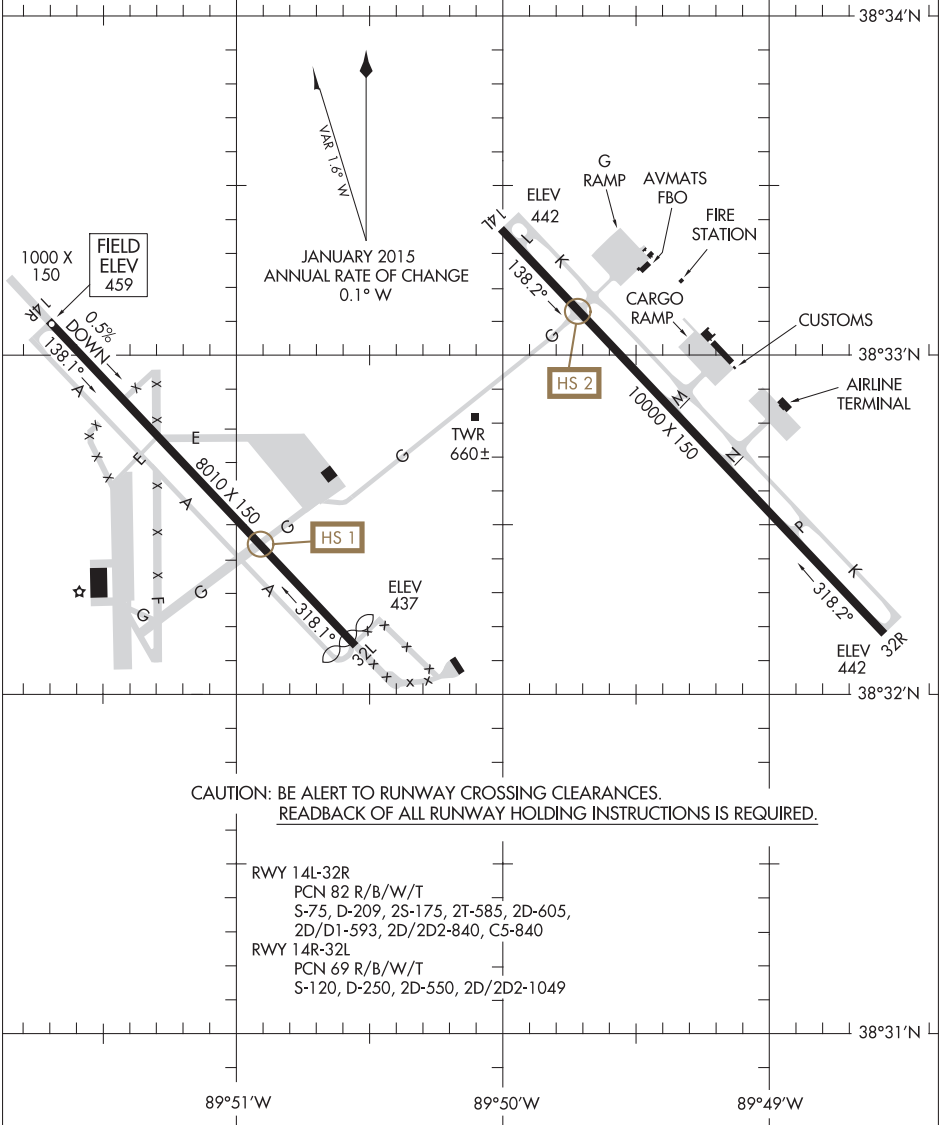 38°34'N
VAR 1.6° W
JANUARY 2015
ANNUAL RATE OF CHANGE
0.1° W
G
RAMP
AVMATS
FBO
FIRE
STATION
ELEV
442
14L
L
K
138.2°
G
HS 2
CARGO
RAMP
CUSTOMS
AIRLINE
TERMINAL
38°33'N
1000 X
150
FIELD
ELEV
459
14R
0.5%
DOWN
138.1°
A
E
E
A
8010 X 150
G
HS 1
G
TWR
660±
10000 X 150
M
N
P
K
318.2°
32R
ELEV
442
F
G
G
A
318.1°
ELEV
437
32L
X X X X X X X X X X X X X X X X X X
38°32'N
CAUTION: BE ALERT TO RUNWAY CROSSING CLEARANCES.
READBACK OF ALL RUNWAY HOLDING INSTRUCTIONS IS REQUIRED.
RWY 14L-32R
PCN 82 R/B/W/T
S-75, D-209, 2S-175, 2T-585, 2D-605,
2D/D1-593, 2D/2D2-840, C5-840
RWY 14R-32L
PCN 69 R/B/W/T
S-120, D-250, 2D-550, 2D/2D2-1049
38°31'N
89°51'W
89°50'W
89°49'W